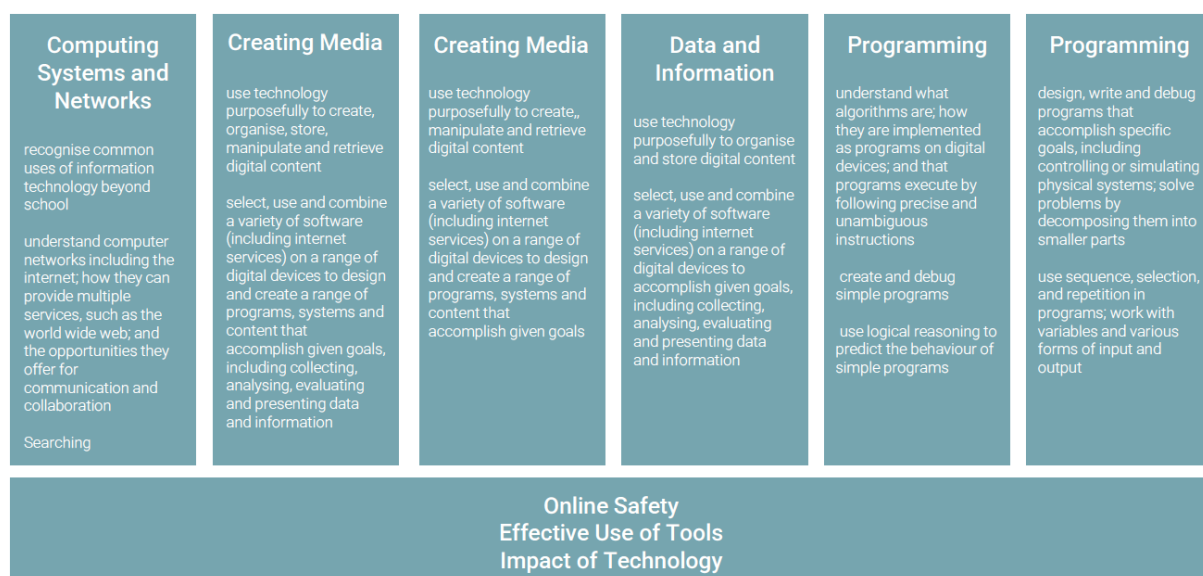 Computing
Systems and
Networks
recognise common
uses of information
technology beyond
school
understand computer
networks including the
internet; how they can
provide multiple
services, such as the
world wide web; and
the opportunities they
offer for
communication and
collaboration
Searching
Creating Media
use technology
purposefully to create,
organise, store,
manipulate and retrieve
digital content
select, use and combine
a variety of software
(including internet
services) on a range of
digital devices to design
and create a range of
programs, systems and
content that
accomplish given goals,
including collecting,
analysing, evaluating
and presenting data
and information
Creating Media
use technology
purposefully to create,,
manipulate and retrieve
digital content
select, use and combine
a variety of software
(including internet
services) on a range of
digital devices to design
and create a range of
programs, systems and
content that
accomplish given goals
Data and
Information
use technology
purposefully to organise
and store digital content
select, use and combine
a variety of software
(including internet
services) on a range of
digital devices to
accomplish given goals,
including collecting,
analysing, evaluating
and presenting data
and information
Programming
understand what
algorithms are; how
they are implemented
as programs on digital
devices; and that
programs execute by
following precise and
unambiguous
instructions
create and debug
simple programs
use logical reasoning to
predict the behaviour of
simple programs
Programming
design, write and debug
programs that
accomplish specific
goals, including
controlling or simulating
physical systems; solve
problems by
decomposing them into
smaller parts
use sequence, selection,
and repetition in
programs; work with
variables and various
forms of input and
output
Online Safety
Effective Use of Tools
Impact of Technology